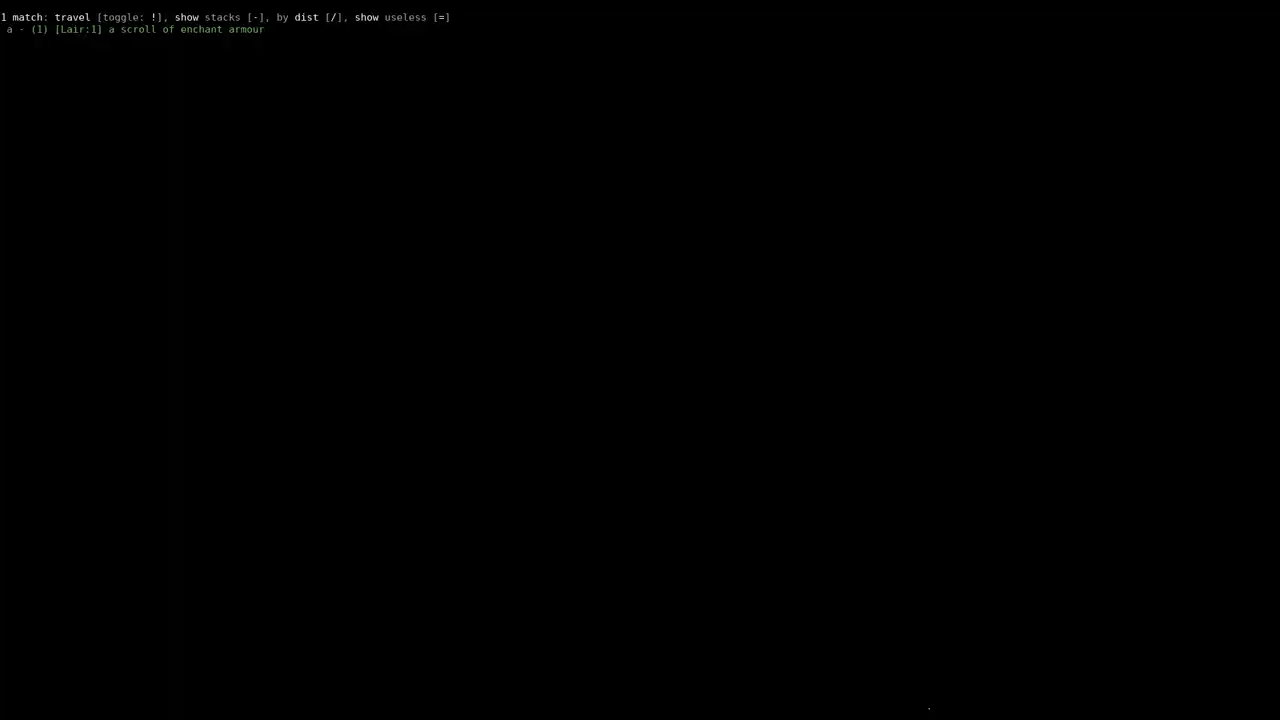 1 match: travel [toggle: !], show stacks [-], by dist [/], show useless [=]
a - (1) [Lair:1] a scroll of enchant armour